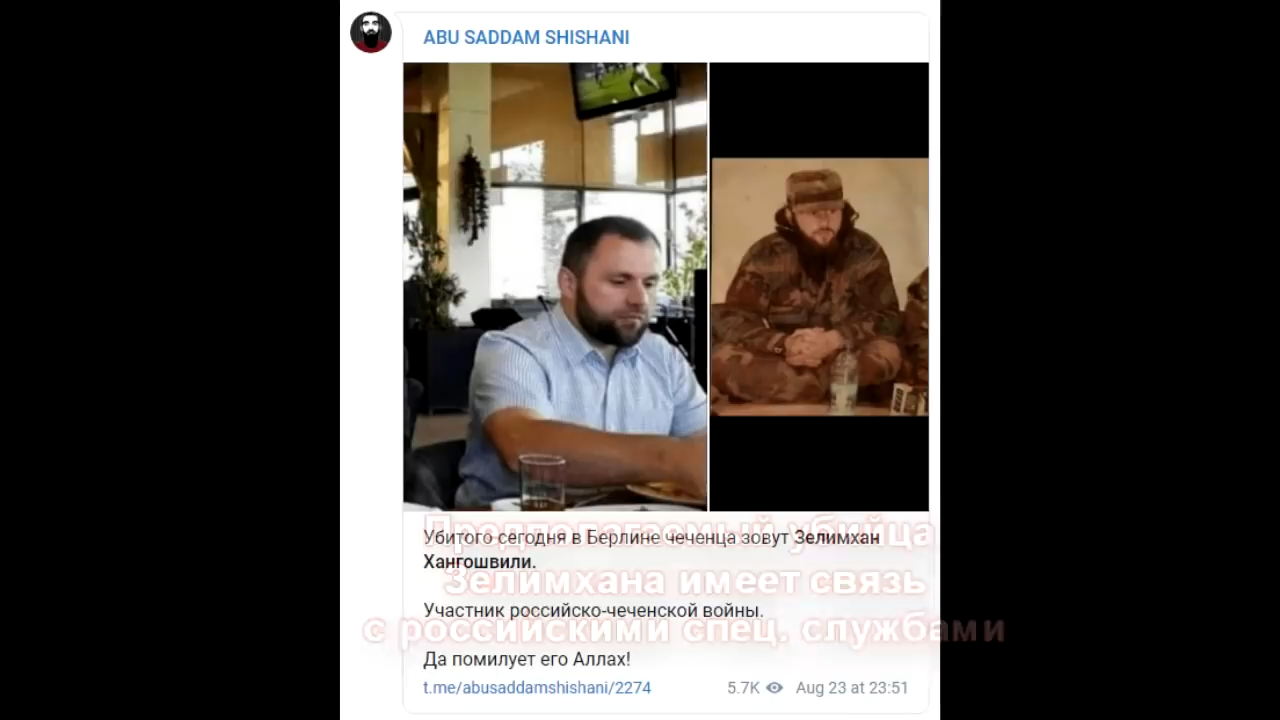 ABU SADDAM SHISHANI
Убитого сегодня в Берлине чеченца зовут Зелимхан
Хангошвили.
Участник российско-чеченской войны.
Да помилует его Аллах!
t.me/abusaddamshishani/2274
5.7K Aug 23 at 23:51
Предполагаемый убийца
Зелимхана имеет связь
с российскими спец. службами